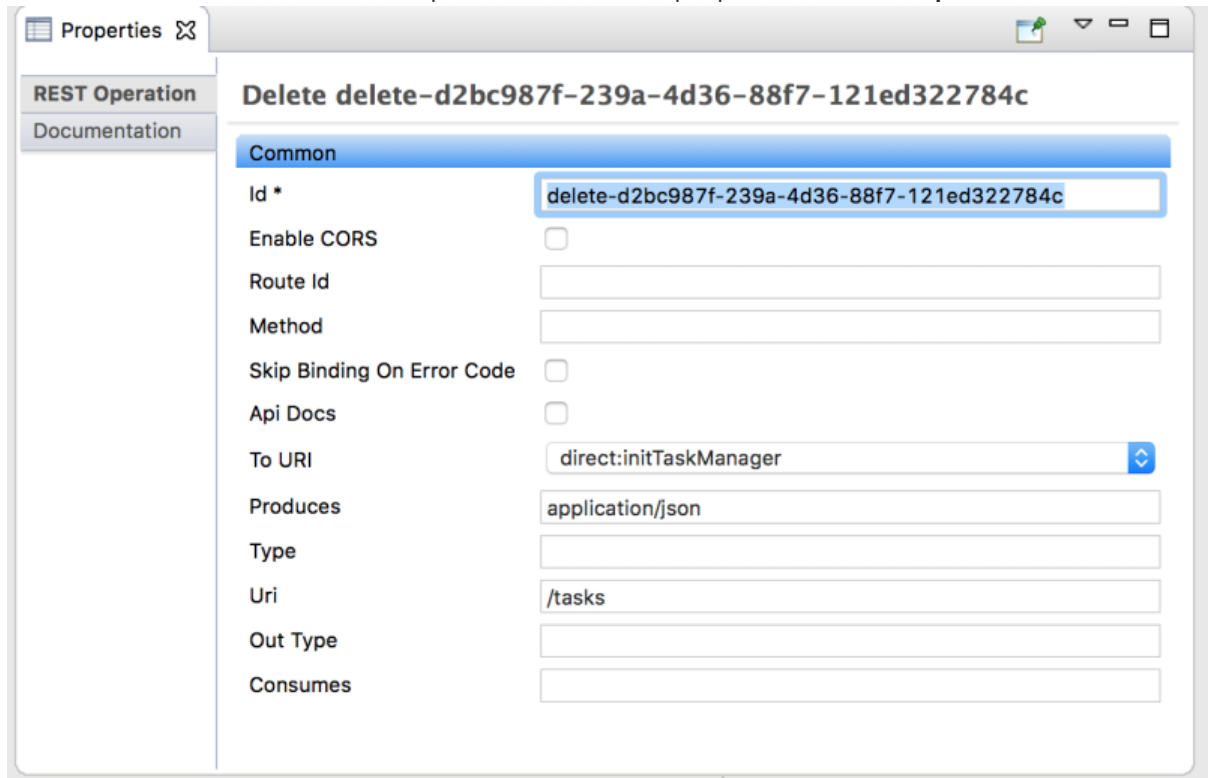 Properties
REST Operation
Documentation
Delete delete-d2bc987f-239a-4d36-88f7-121ed322784c
Common
Id * delete-d2bc987f-239a-4d36-88f7-121ed322784c
Enable CORS
Route Id
Method
Skip Binding On Error Code
Api Docs
To URI direct:initTaskManager
Produces application/json
Type
Uri /tasks
Out Type
Consumes